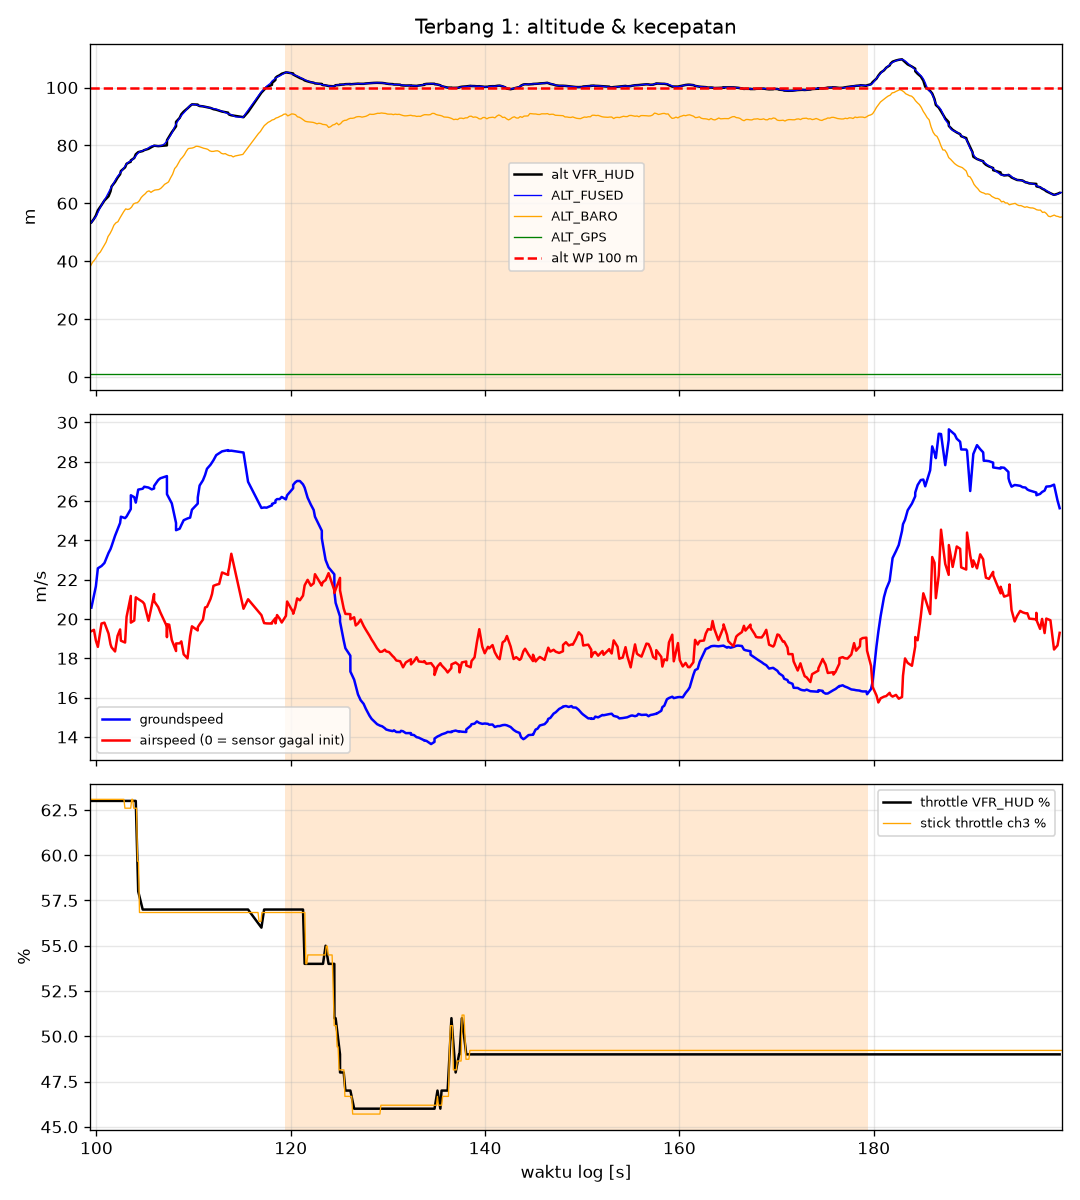 Terbang 1: altitude & kecepatan
100
80
60
40
20
0
m
alt VFR_HUD
ALT_FUSED
ALT_BARO
ALT_GPS
alt WP 100 m
30
28
26
24
22
20
18
16
14
m/s
groundspeed
airspeed (0 = sensor gagal init)
62.5
60.0
57.5
55.0
52.5
50.0
47.5
45.0
%
throttle VFR_HUD %
stick throttle ch3 %
100 120 140 160 180
waktu log [s]